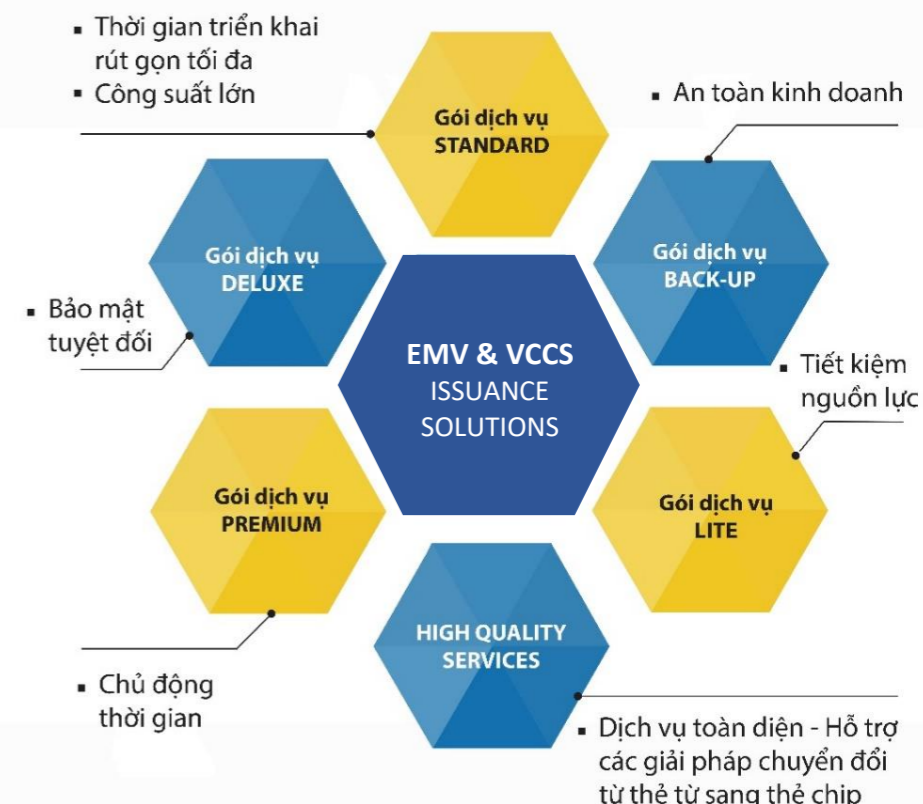 ▪ Thời gian triển khai
rút gọn tối đa
▪ Công suất lớn
Gói dịch vụ
STANDARD
▪ An toàn kinh doanh
Gói dịch vụ
DELUXE
Gói dịch vụ
BACK-UP
▪ Bảo mật
tuyệt đối
EMV & VCCS
ISSUANCE
SOLUTIONS
▪ Tiết kiệm
nguồn lực
Gói dịch vụ
PREMIUM
Gói dịch vụ
LITE
HIGH QUALITY
SERVICES
▪ Chủ động
thời gian
▪ Dịch vụ toàn diện - Hỗ trợ
các giải pháp chuyển đổi
từ thẻ từ sang thẻ chip